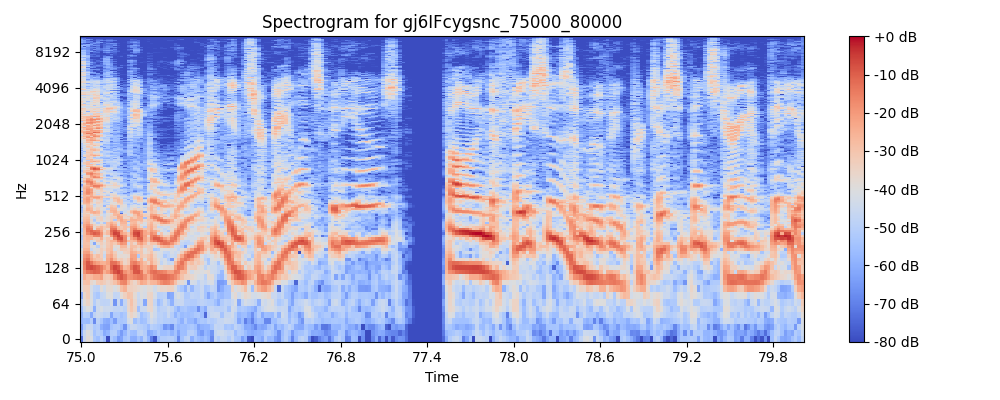 Spectrogram for gj6lFcygsnc_75000_80000
8192
4096
2048
1024
512
256
128
64
0
Hz
75.0 75.6 76.2 76.8 77.4 78.0 78.6 79.2 79.8
Time
+0 dB
-10 dB
-20 dB
-30 dB
-40 dB
-50 dB
-60 dB
-70 dB
-80 dB